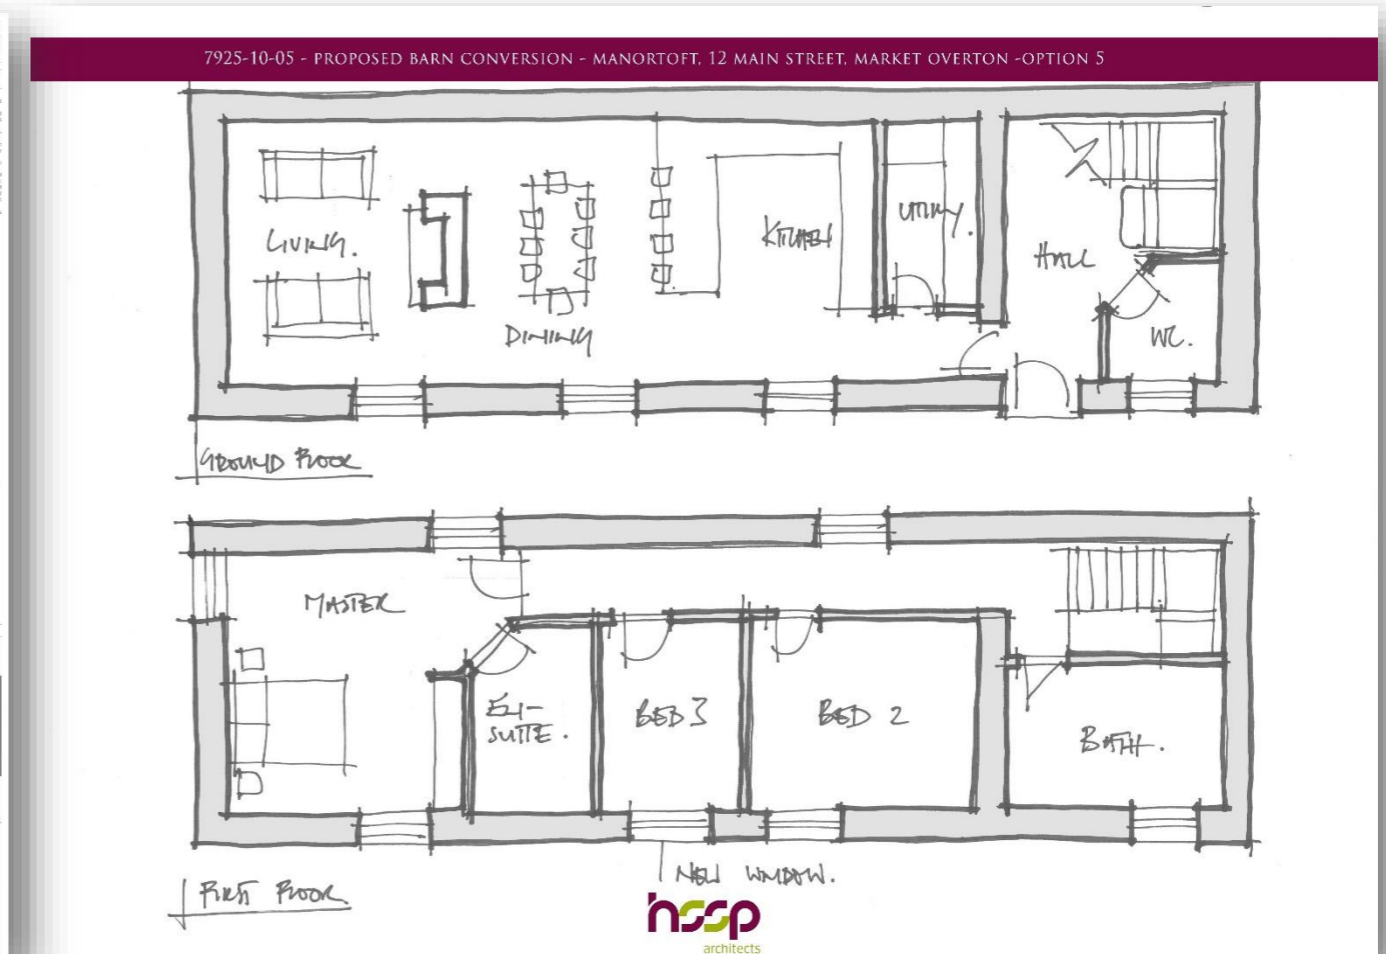 7925-10-05 - PROPOSED BARN CONVERSION - MANORTOFT, 12 MAIN STREET, MARKET OVERTON -OPTION 5
LIVING.
DINING
KITCHEN
UTILITY.
HALL
WC.
GROUND FLOOR
MASTER
EN-
SUITE.
BED 3
BED 2
BATH.
NEW WINDOW.
FIRST FLOOR
hssp
architects